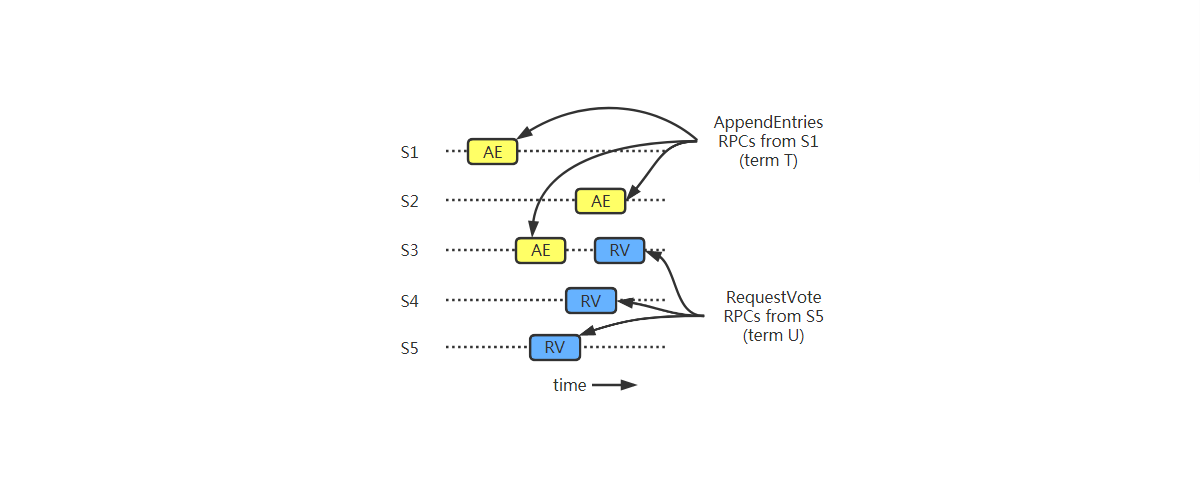 AppendEntries
RPCs from S1
(term T)
S1
AE
S2
AE
S3
AE
RV
S4
RV
RequestVote
RPCs from S5
(term U)
S5
RV
time